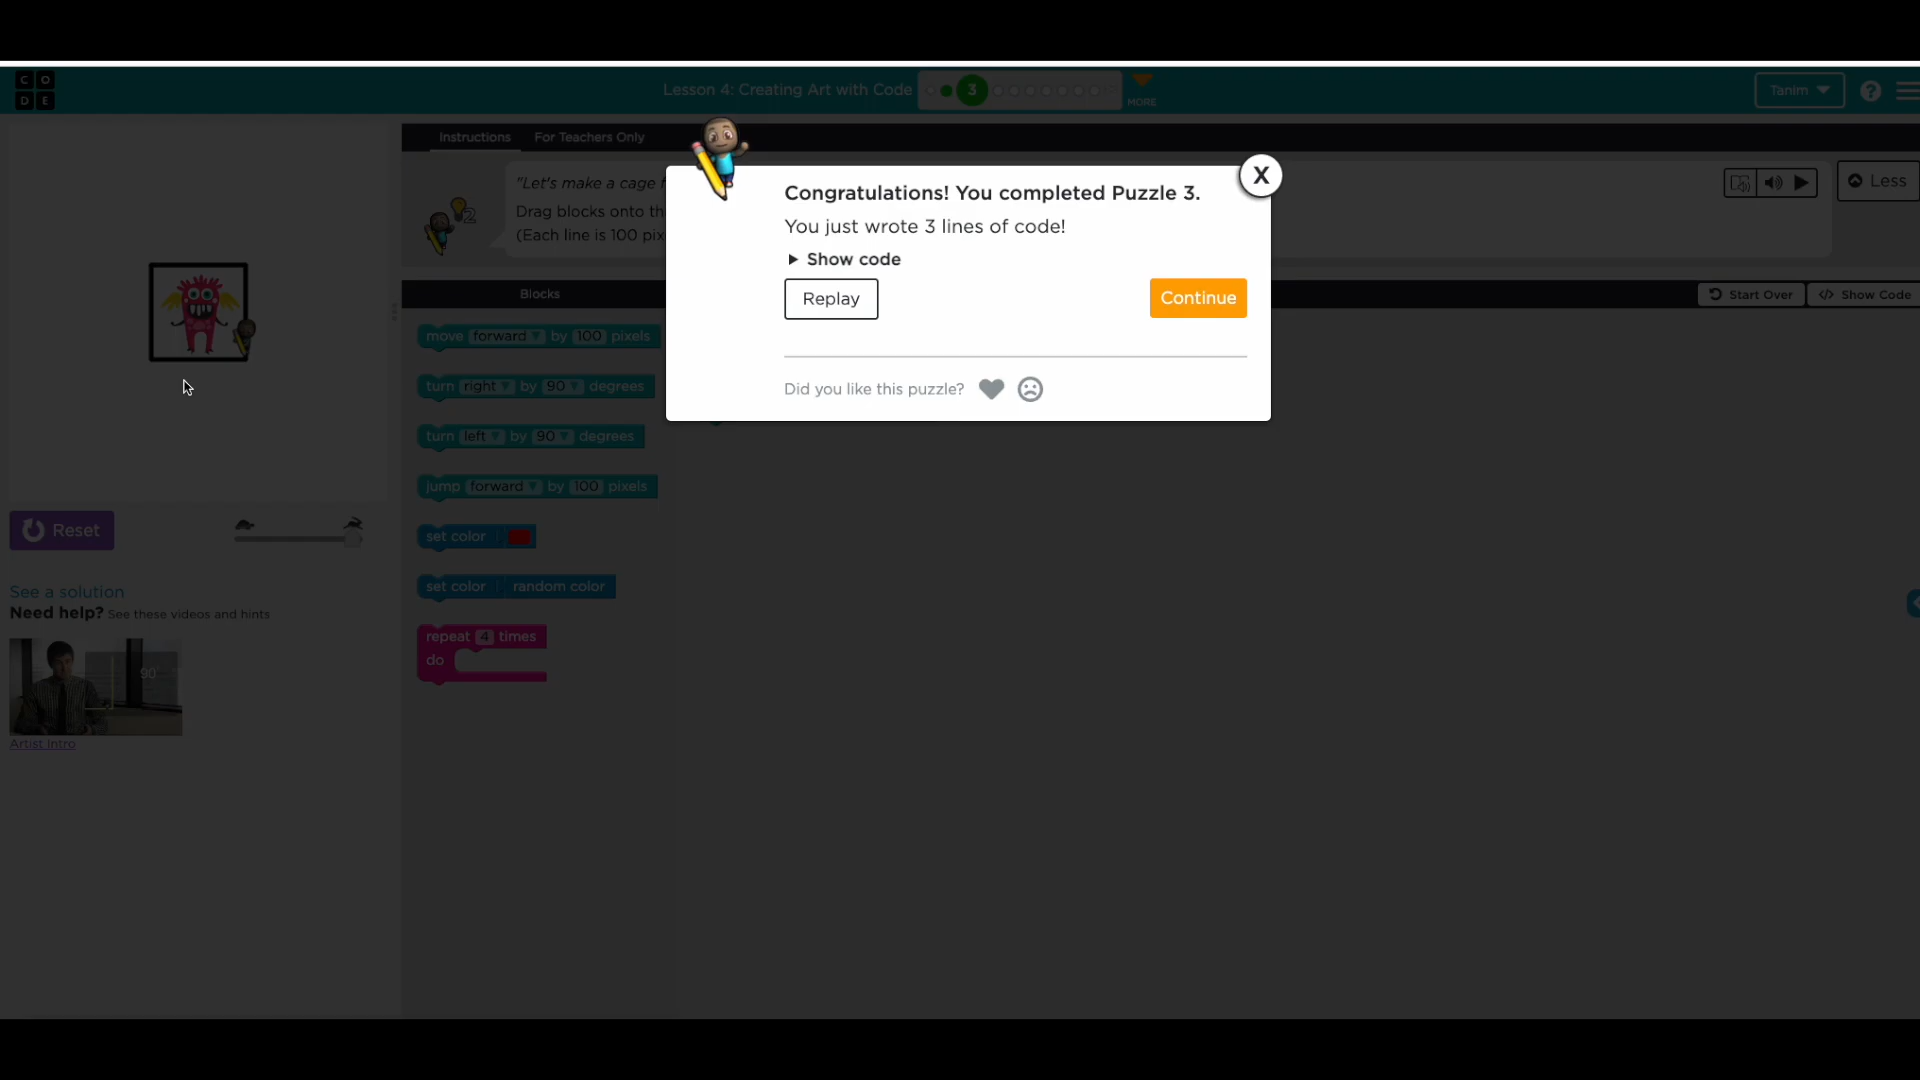 C O
D E
Lesson 4: Creating Art with Code
3
MORE
Tanim
?
Instructions
For Teachers Only
"Let's make a cage
2
Drag blocks onto th
(Each line is 100 pix
Less
Congratulations! You completed Puzzle 3.
X
You just wrote 3 lines of code!
Show code
Replay
Continue
Did you like this puzzle?
Blocks
Start Over
</> Show Code
move forward by 100 pixels
turn right by 90 degrees
turn left by 90 degrees
jump forward by 100 pixels
set color
set color random color
repeat 4 times
do
Reset
See a solution
Need help? See these videos and hints
90
Artist Intro